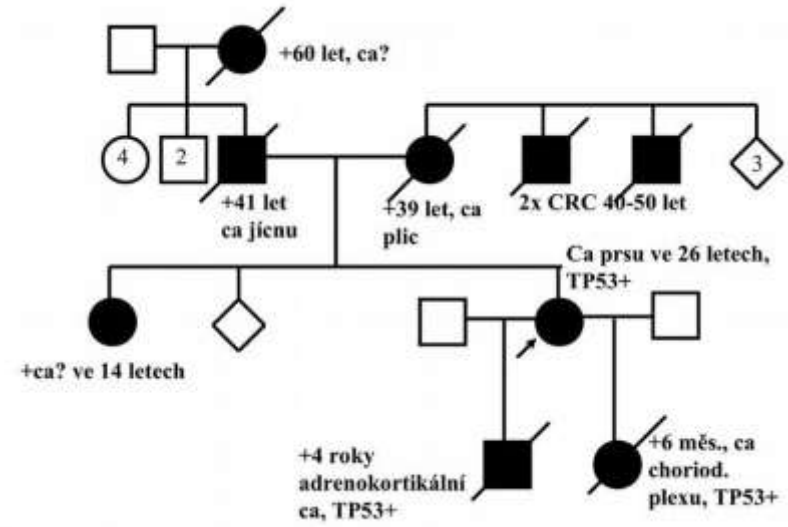 +60 let, ca?
4
2
3
+41 let
ca jícnu
+39 let, ca
plic
2x CRC 40-50 let
Ca prsu ve 26 letech,
TP53+
+ca? ve 14 letech
+4 roky
adrenokortikální
ca, TP53+
+6 měs., ca
choriod.
plexu, TP53+